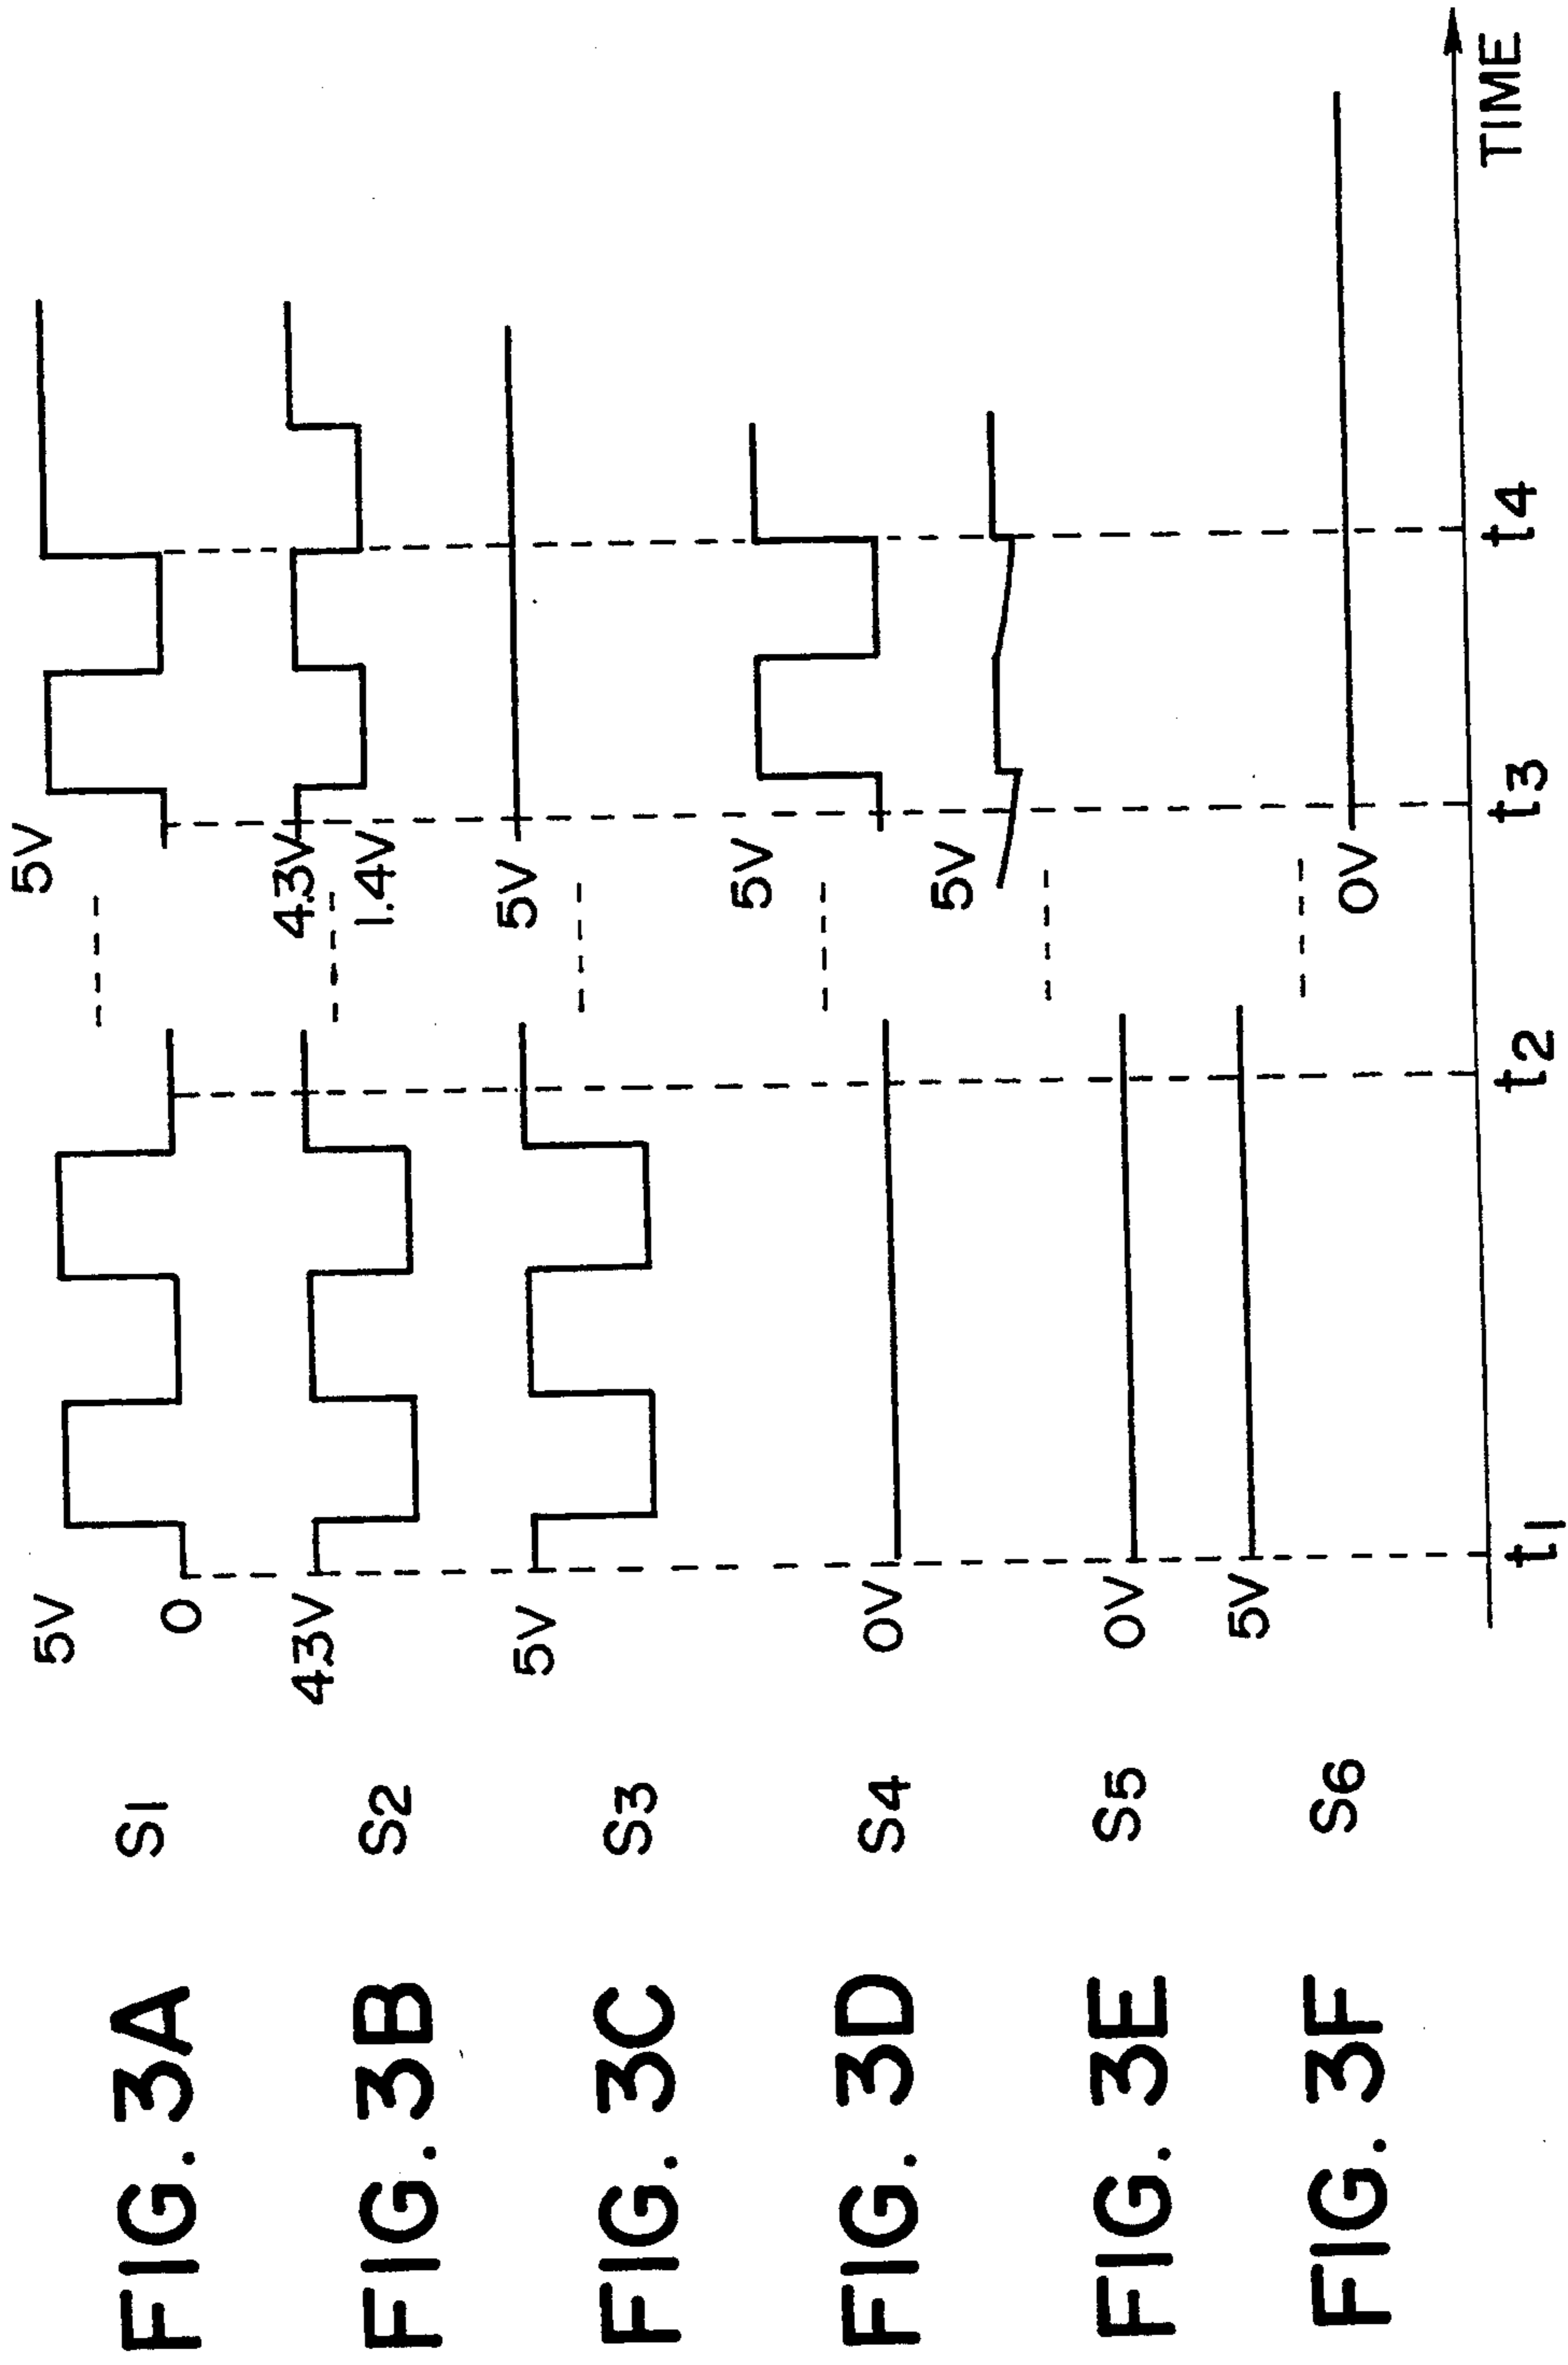 FIG. 3A S1 5V 0 5V
FIG. 3B S2 4.3V 4.3V 1.4V
FIG. 3C S3 5V 5V
FIG. 3D S4 0V 5V
FIG. 3E S5 0V 5V
FIG. 3F S6 5V 0V
t1 t2 t3 t4 TIME